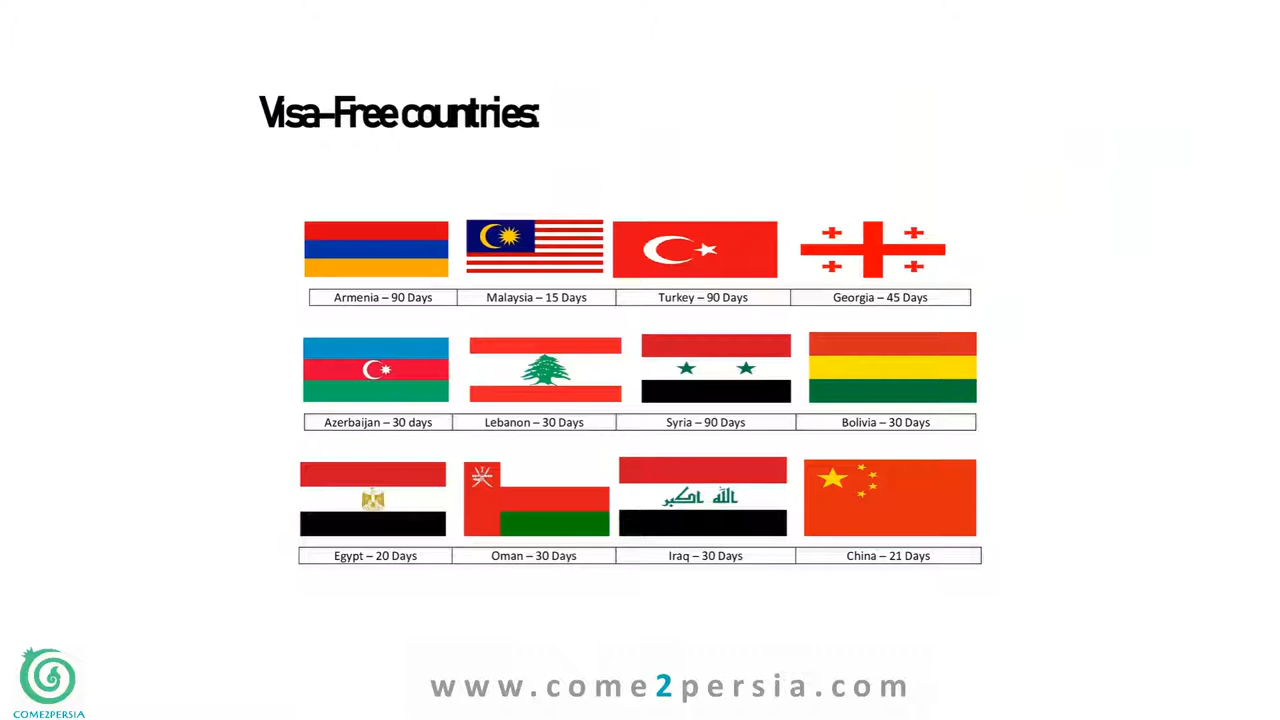 Visa-Free countries:
Armenia – 90 Days
Malaysia – 15 Days
Turkey – 90 Days
Georgia – 45 Days
Azerbaijan – 30 days
Lebanon – 30 Days
Syria – 90 Days
Bolivia – 30 Days
الله اكبر
Egypt – 20 Days
Oman – 30 Days
Iraq – 30 Days
China – 21 Days
www.come2persia.com
COME2PERSIA